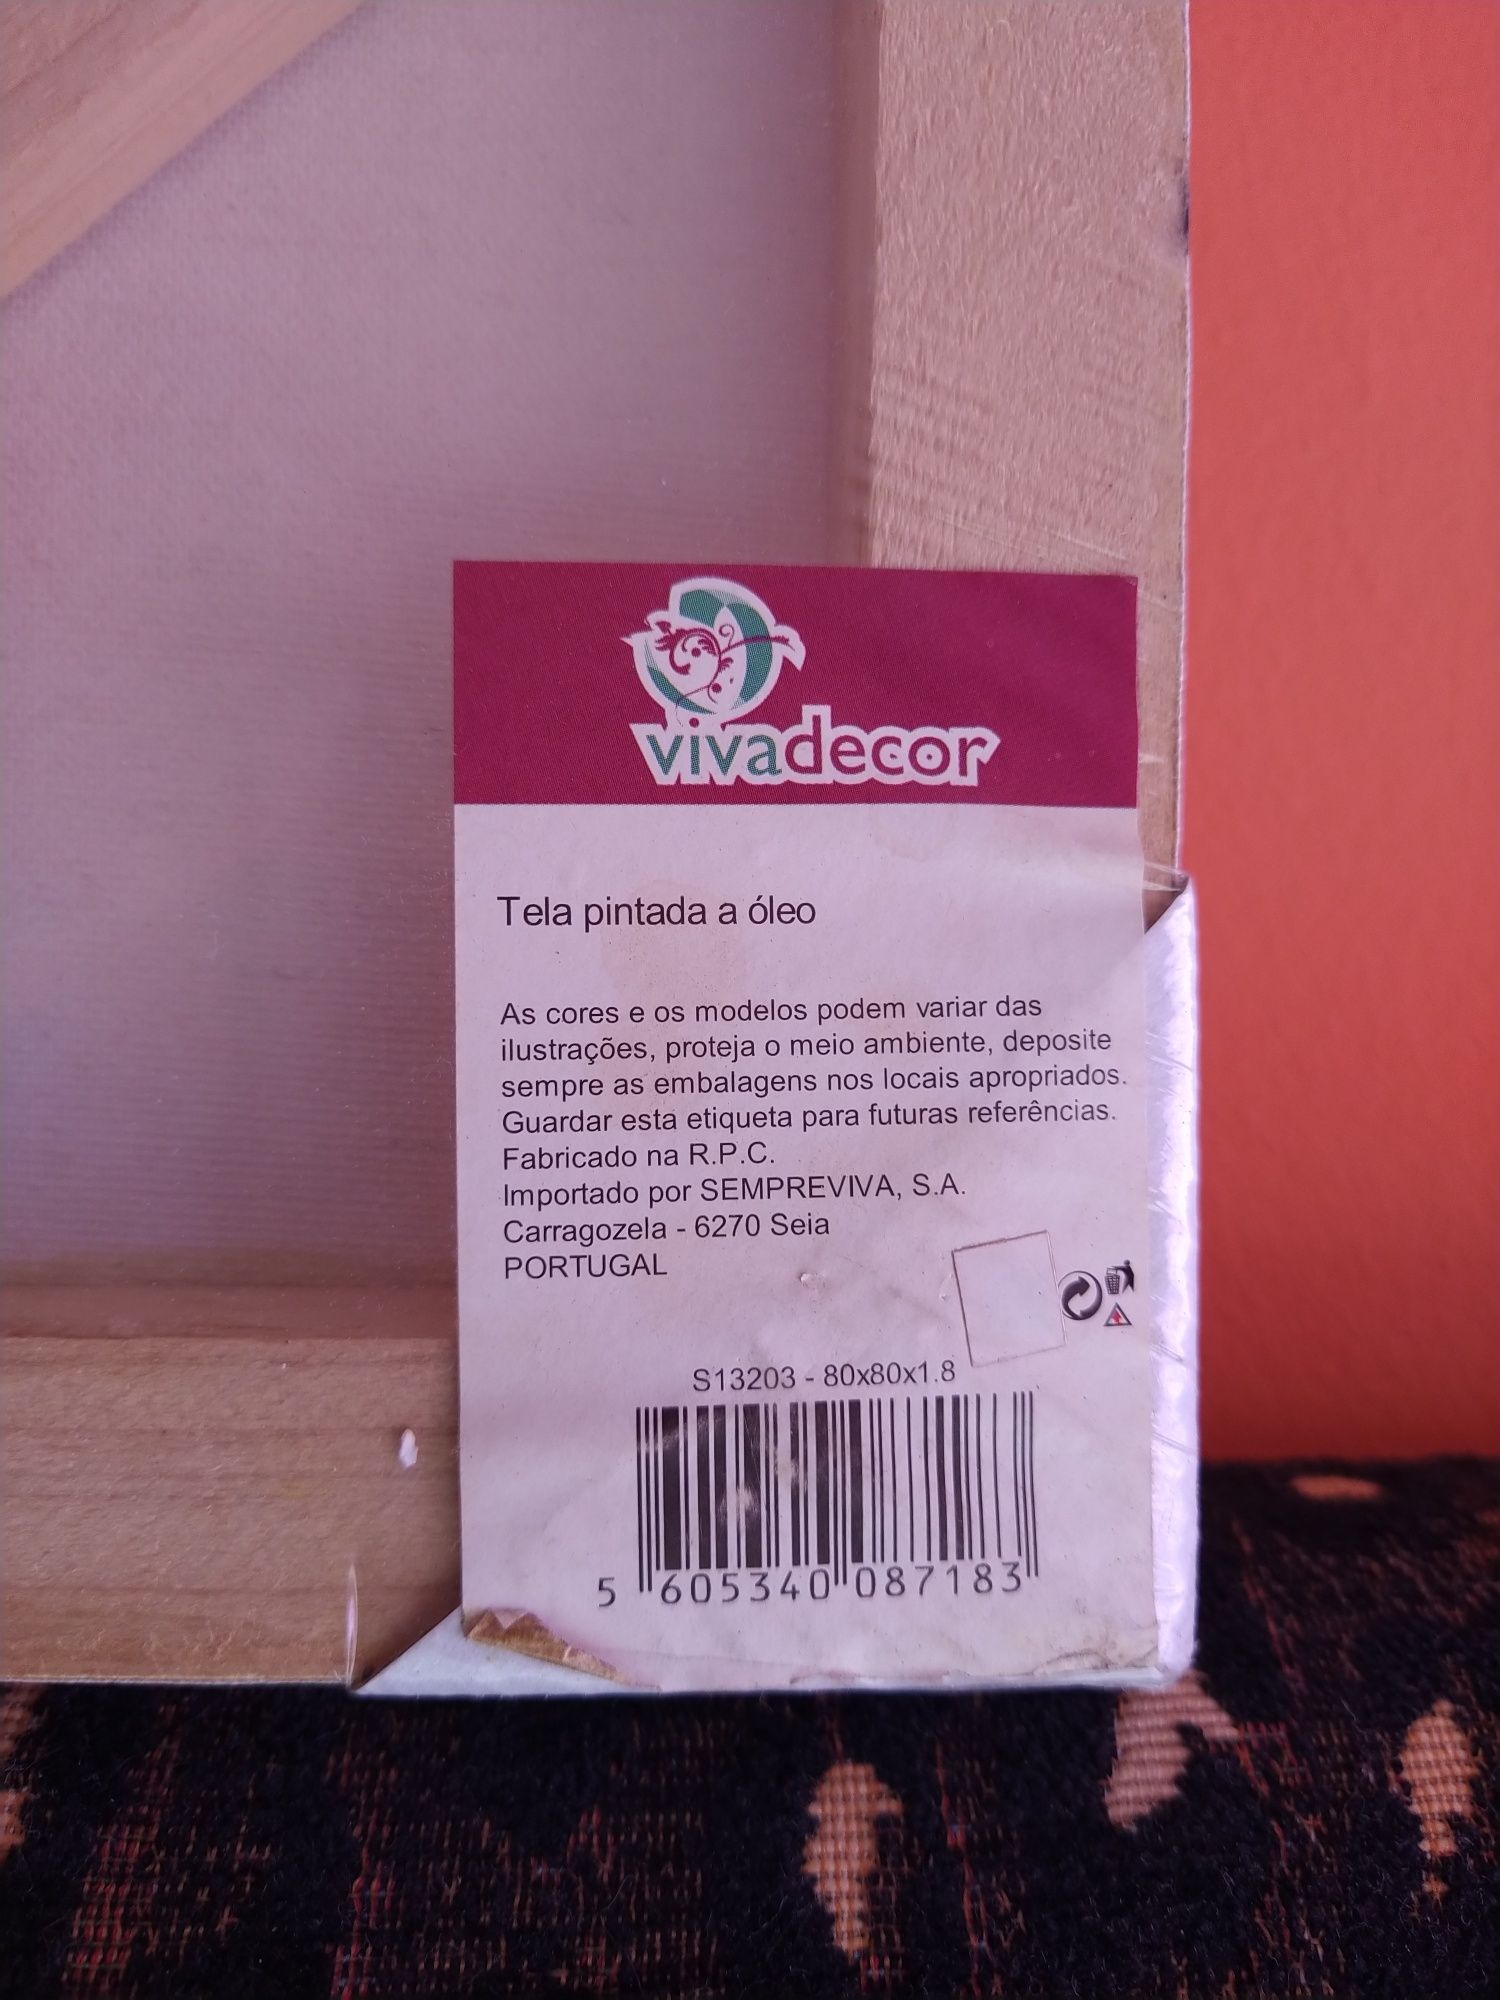 vivadecor
Tela pintada a óleo
As cores e os modelos podem variar das
ilustrações, proteja o meio ambiente, deposite
sempre as embalagens nos locais apropriados.
Guardar esta etiqueta para futuras referências.
Fabricado na R.P.C.
Importado por SEMPREVIVA, S.A.
Carragozela - 6270 Seia
PORTUGAL
S13203 - 80x80x1.8
5 605340 087183